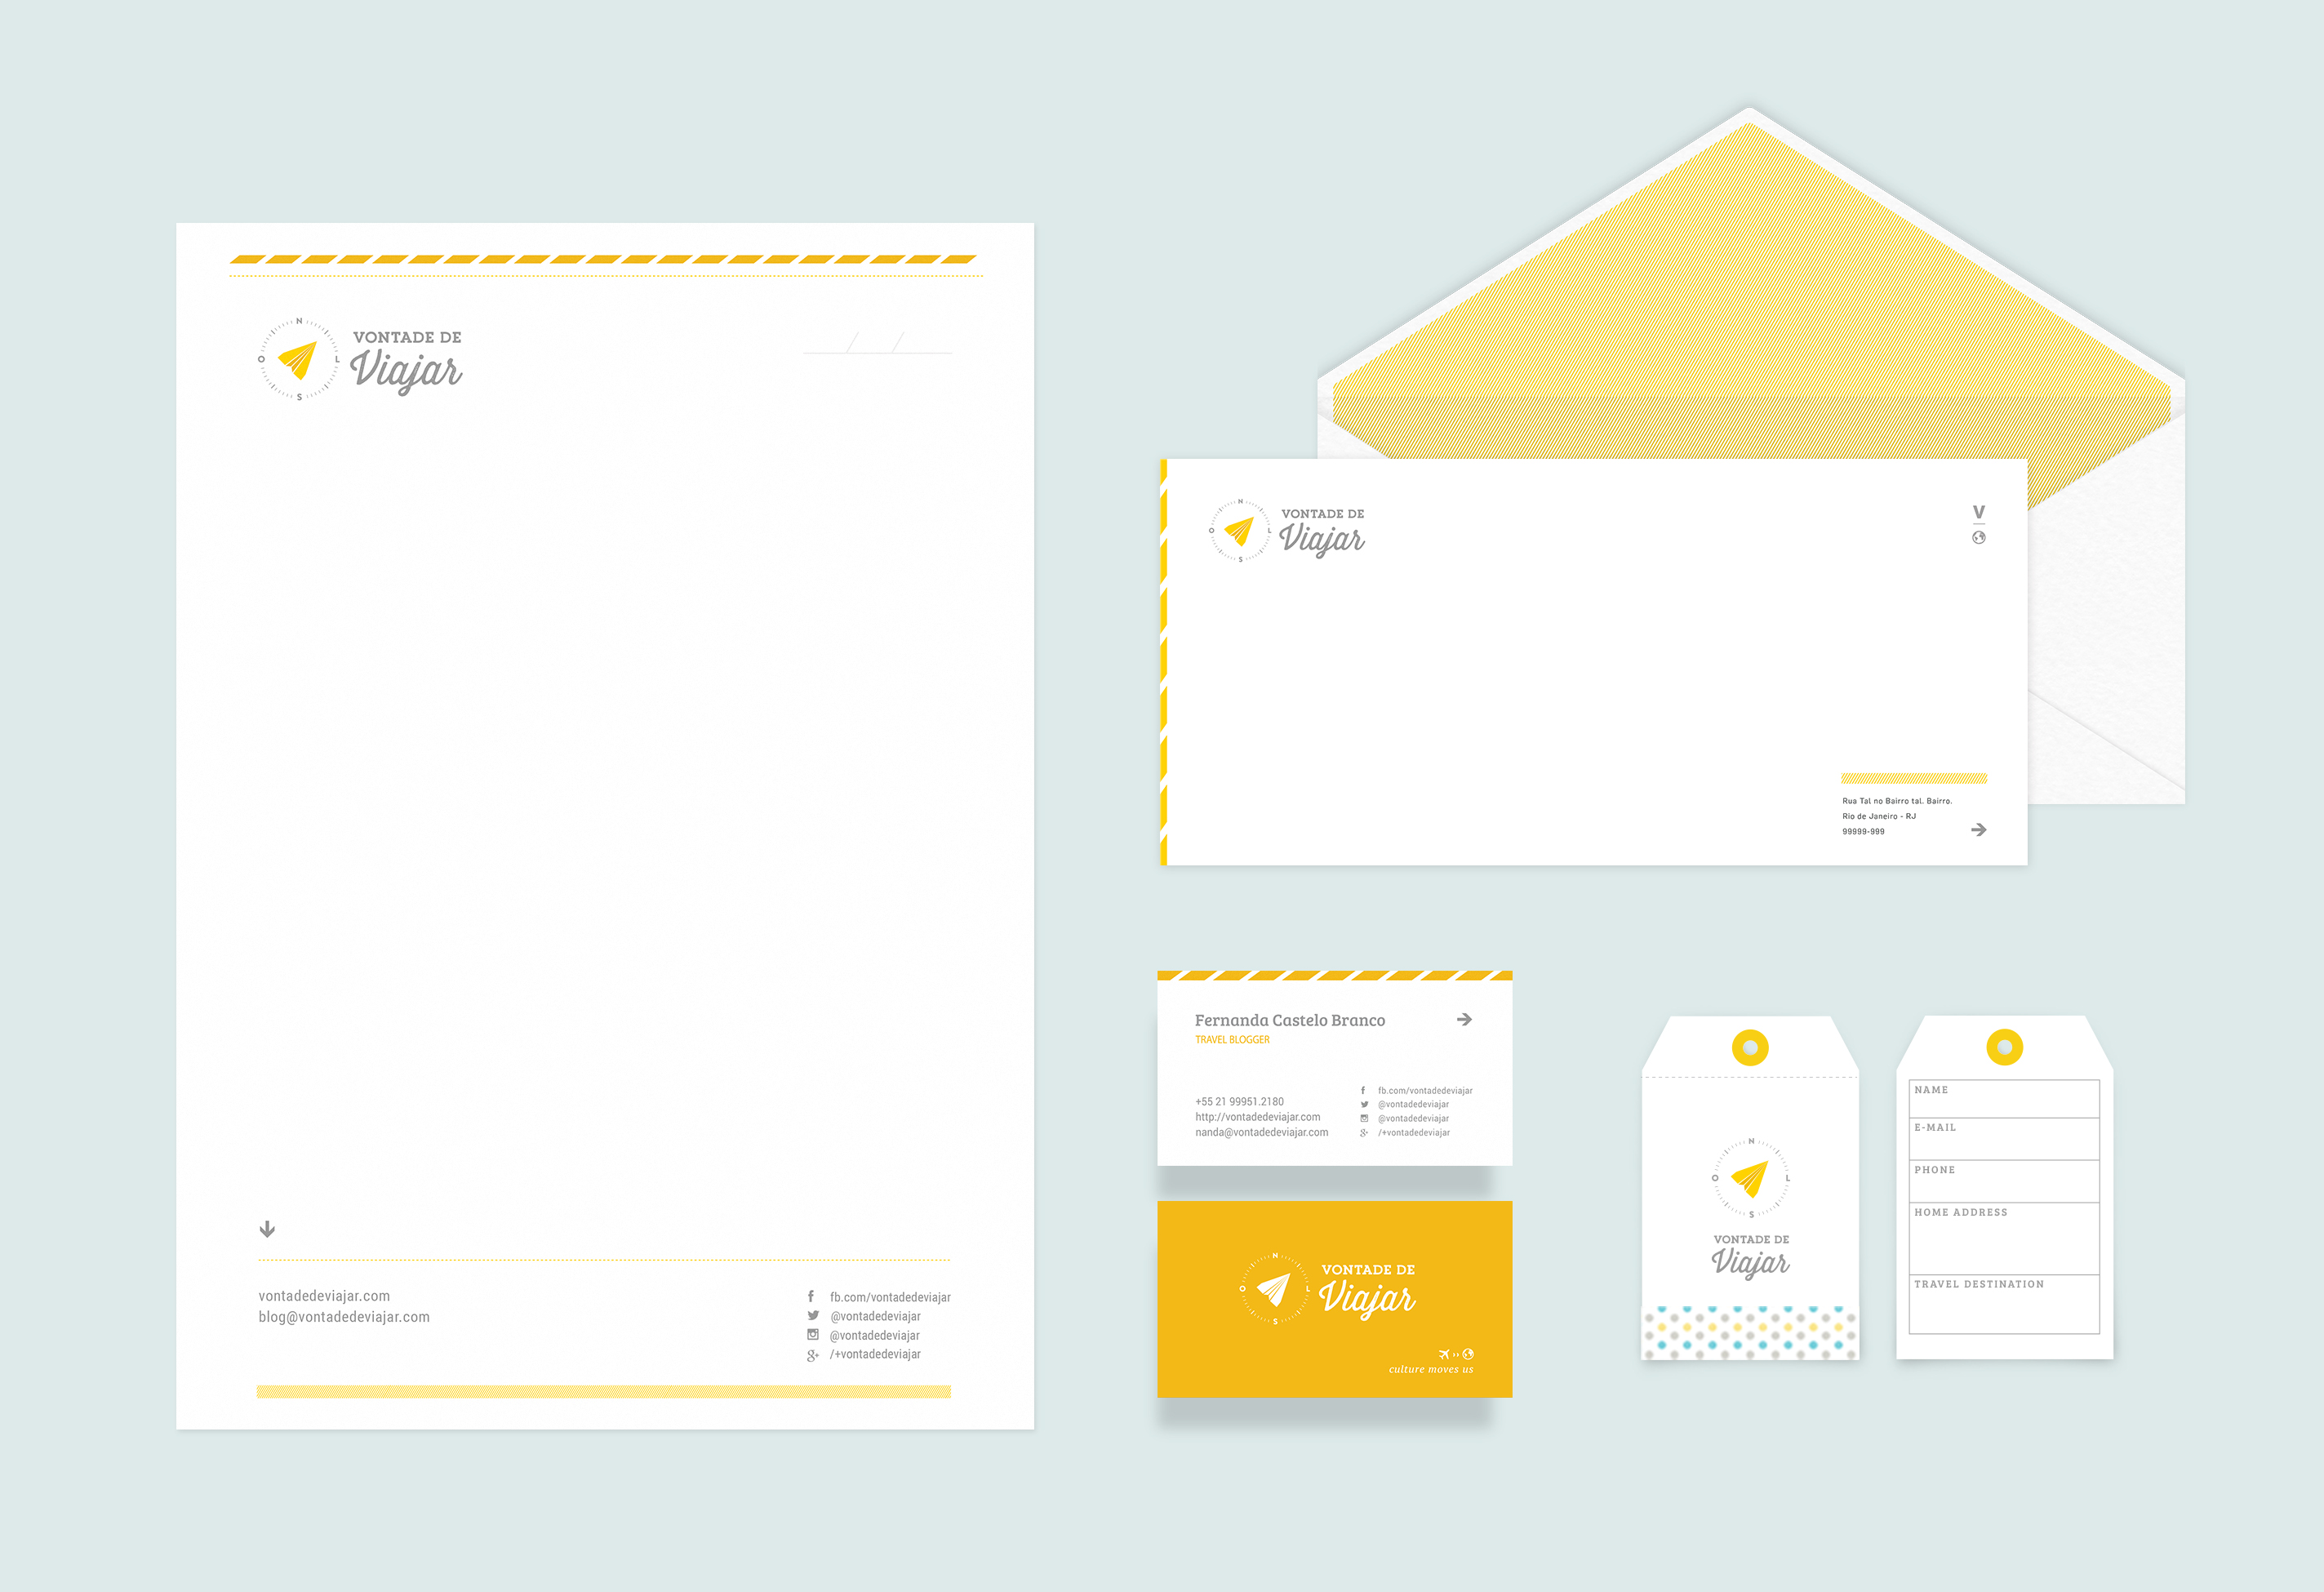 N
O
L
S
VONTADE DE
Viajar
vontadedeviajar.com
blog@vontadedeviajar.com
fb.com/vontadedeviajar
@vontadedeviajar
@vontadedeviajar
/+vontadedeviajar
N
O
L
S
VONTADE DE
Viajar
V
Rua Tal no Bairro tal. Bairro.
Rio de Janeiro - RJ
99999-999
Fernanda Castelo Branco
TRAVEL BLOGGER
+55 21 99951.2180
http://vontadedeviajar.com
nanda@vontadedeviajar.com
fb.com/vontadedeviajar
@vontadedeviajar
@vontadedeviajar
/+vontadedeviajar
N
O
L
S
VONTADE DE
Viajar
culture moves us
N
O
L
S
VONTADE DE
Viajar
NAME
E-MAIL
PHONE
HOME ADDRESS
TRAVEL DESTINATION